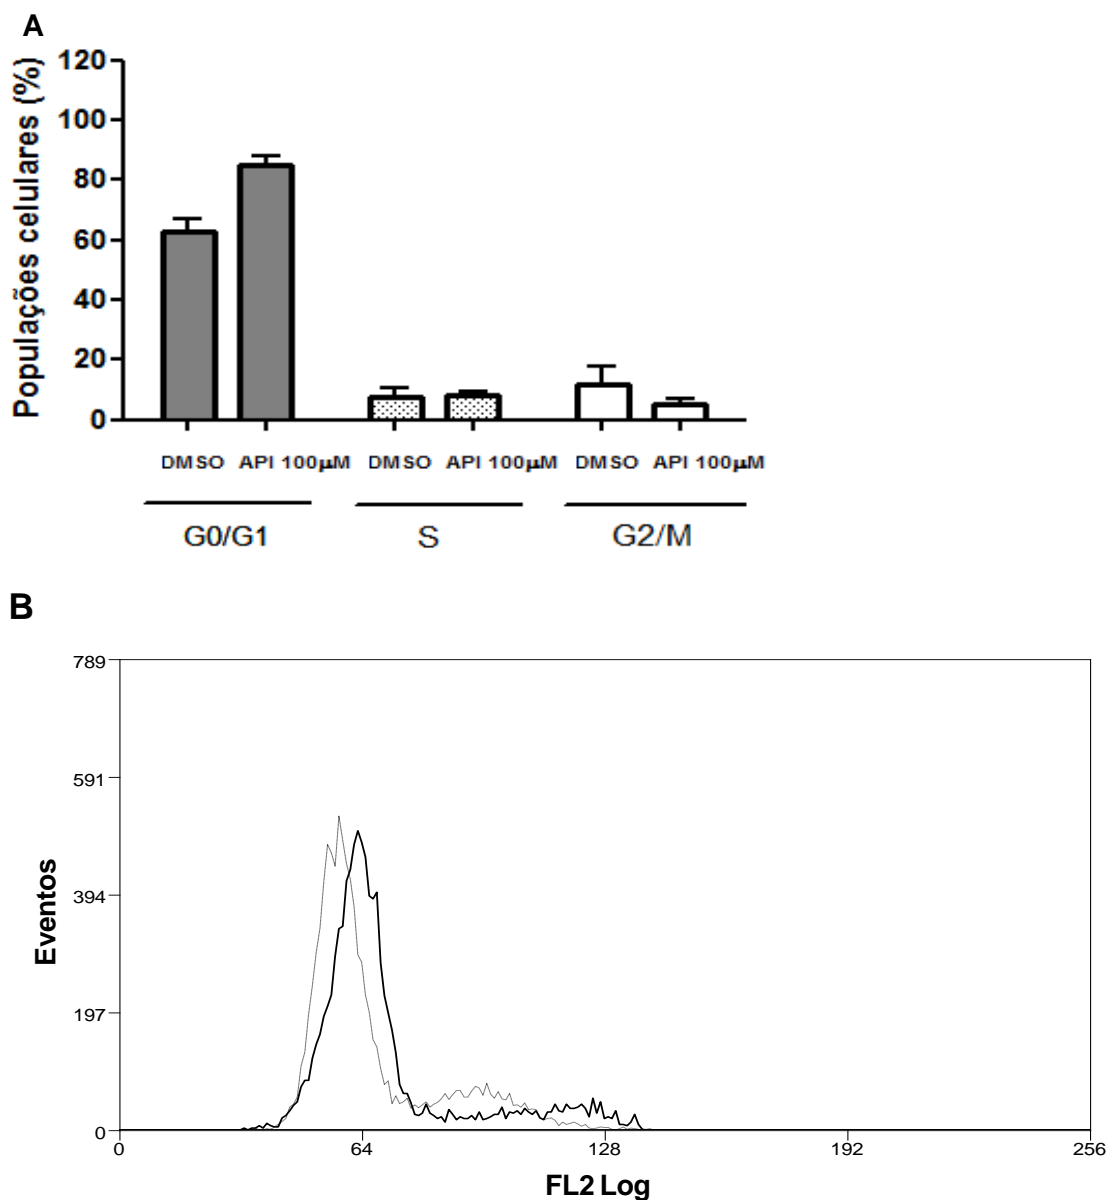 A
Populações celulares (%)
120
100
80
60
40
20
0
DMSO API 100µM DMSO API 100µM DMSO API 100µM
G0/G1 S G2/M
B
Eventos
789
591
394
197
0
0 64 128 192 256
FL2 Log